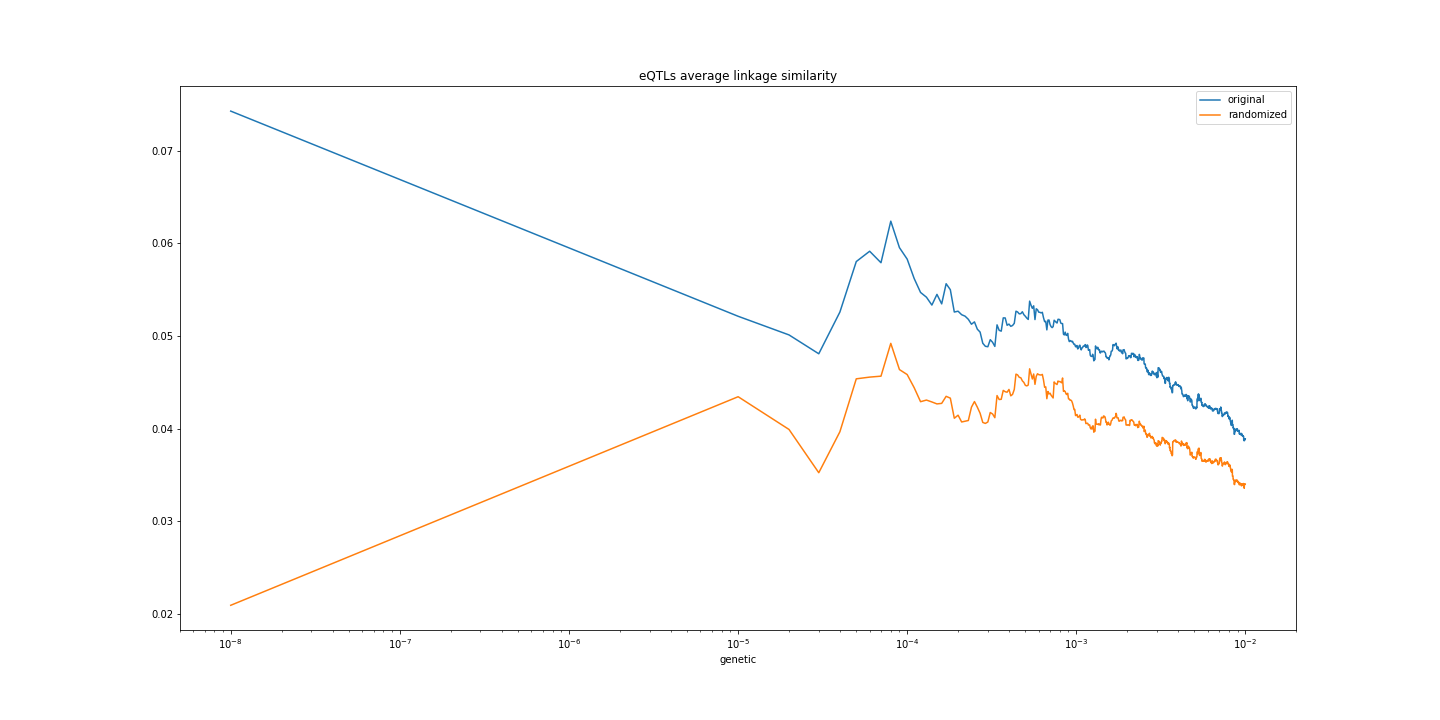 eQTLs average linkage similarity
original
randomized
0.07
0.06
0.05
0.04
0.03
0.02
10⁻⁸ 10⁻⁷ 10⁻⁶ 10⁻⁵ 10⁻⁴ 10⁻³ 10⁻²
genetic